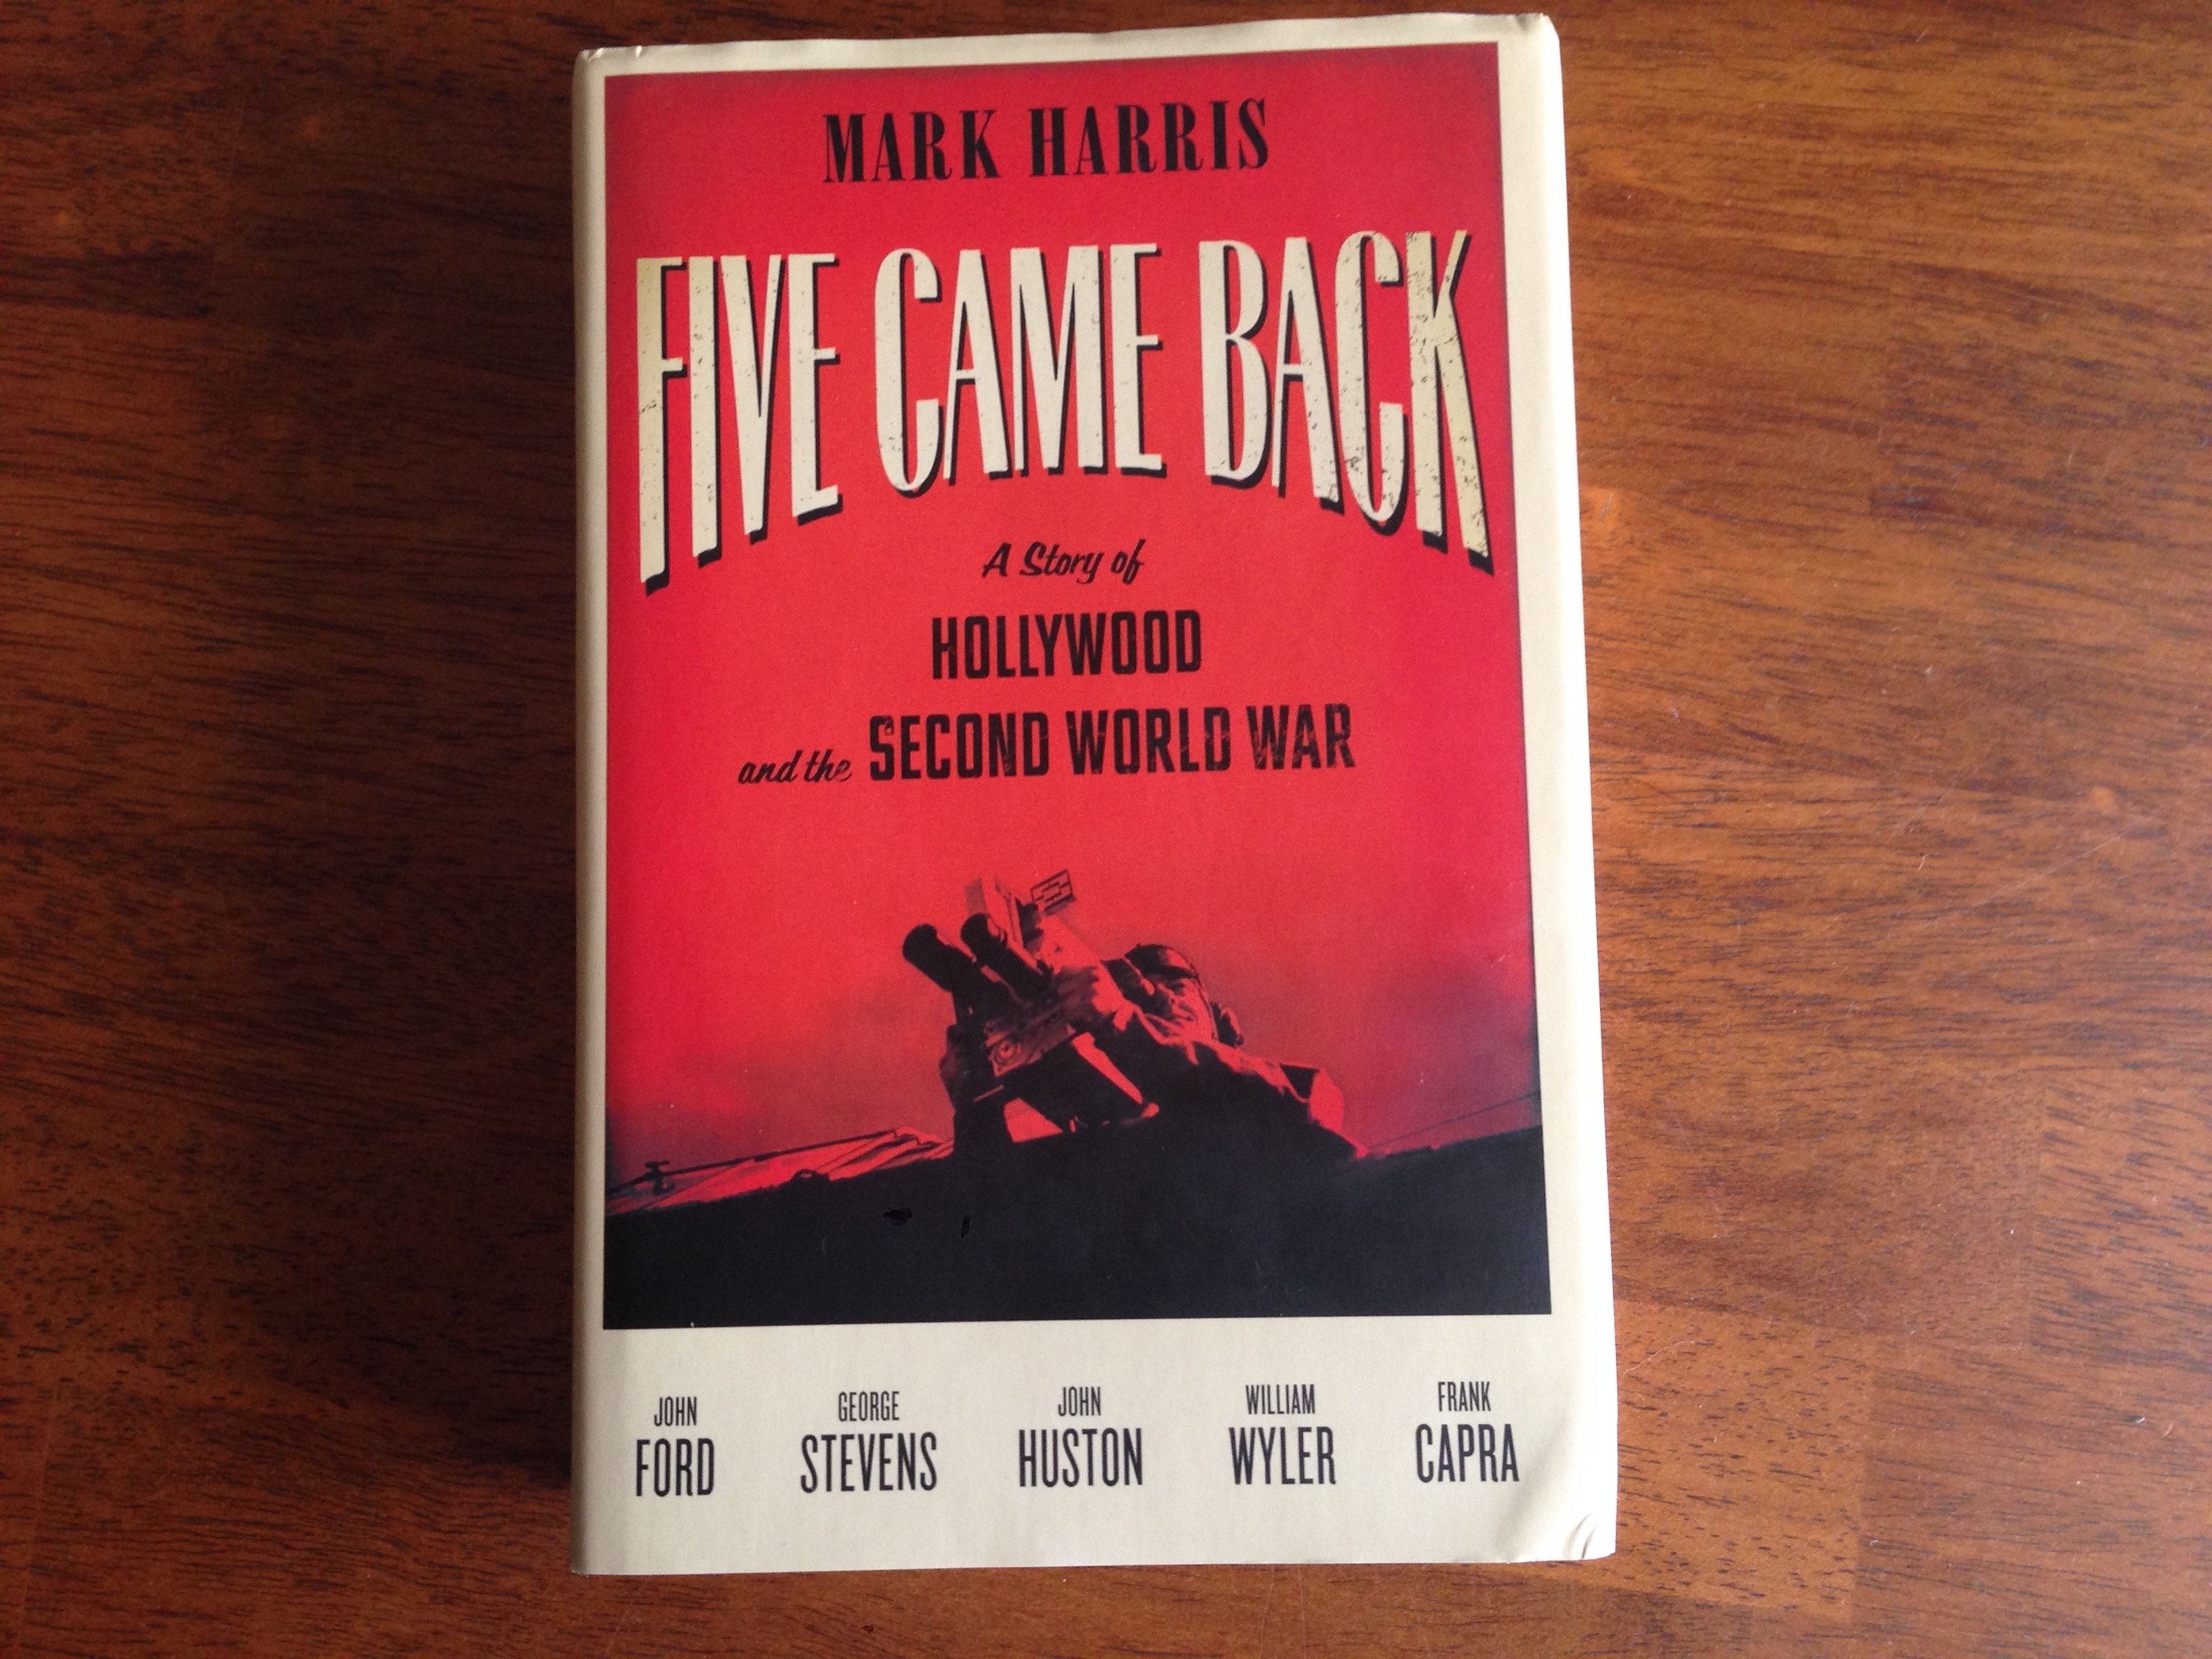 MARK HARRIS
FIVE CAME BACK
A Story of
HOLLYWOOD
and the SECOND WORLD WAR
JOHN GEORGE JOHN WILLIAM FRANK
FORD STEVENS HUSTON WYLER CAPRA